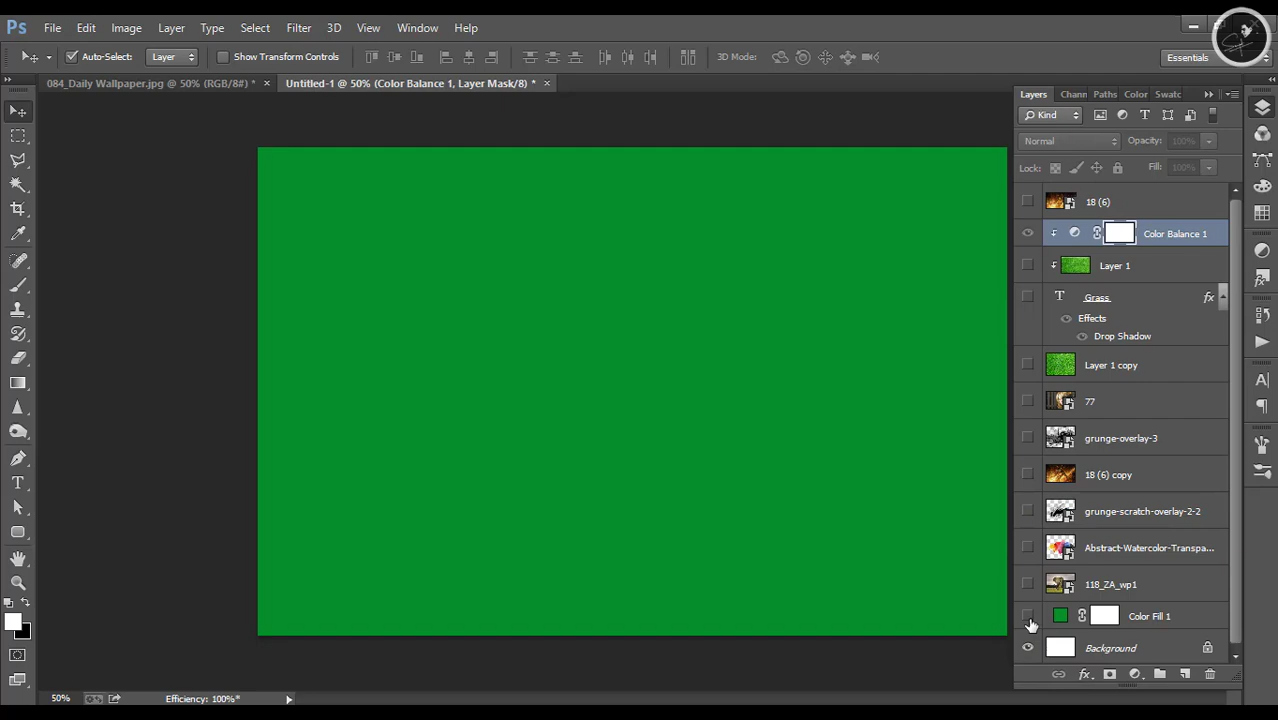 Ps File Edit Image Layer Type Select Filter 3D View Window Help
Auto-Select: Layer Show Transform Controls 3D Mode: Essentials
084_Daily Wallpaper.jpg @ 50% (RGB/8#) * × Untitled-1 @ 50% (Color Balance 1, Layer Mask/8) * ×
Layers Chann Paths Color Swatc
Kind T
Normal Opacity: 100%
Lock: Fill: 100%
18 (6)
Color Balance 1
Layer 1
T Grass fx
Effects
Drop Shadow
Layer 1 copy
77
grunge-overlay-3
18 (6) copy
grunge-scratch-overlay-2-2
Abstract-Watercolor-Transpa...
118_ZA_wp1
Color Fill 1
Background
fx
50% Efficiency: 100%*